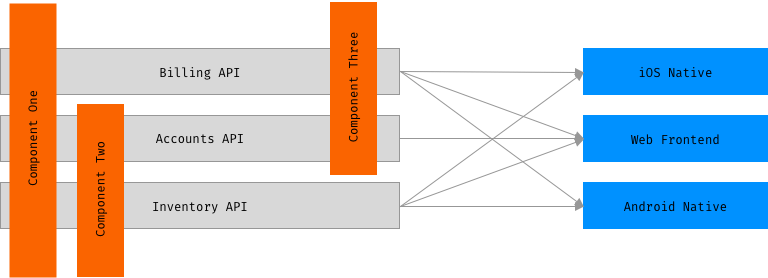 Component One
Component Two
Component Three
Billing API
Accounts API
Inventory API
iOS Native
Web Frontend
Android Native